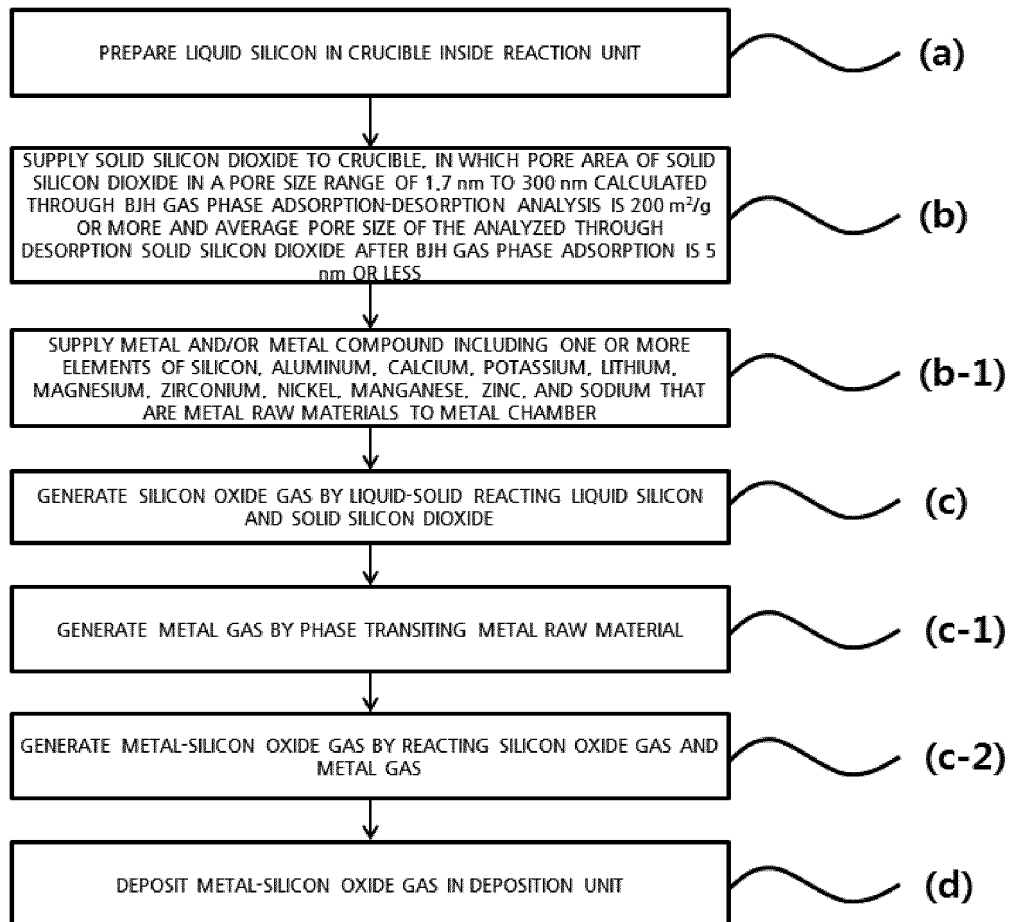 PREPARE LIQUID SILICON IN CRUCIBLE INSIDE REACTION UNIT
(a)
SUPPLY SOLID SILICON DIOXIDE TO CRUCIBLE, IN WHICH PORE AREA OF SOLID
SILICON DIOXIDE IN A PORE SIZE RANGE OF 1.7 nm TO 300 nm CALCULATED
THROUGH BJH GAS PHASE ADSORPTION-DESORPTION ANALYSIS IS 200 m²/g
OR MORE AND AVERAGE PORE SIZE OF THE ANALYZED THROUGH
DESORPTION SOLID SILICON DIOXIDE AFTER BJH GAS PHASE ADSORPTION IS 5
nm OR LESS
(b)
SUPPLY METAL AND/OR METAL COMPOUND INCLUDING ONE OR MORE
ELEMENTS OF SILICON, ALUMINUM, CALCIUM, POTASSIUM, LITHIUM,
MAGNESIUM, ZIRCONIUM, NICKEL, MANGANESE, ZINC, AND SODIUM THAT
ARE METAL RAW MATERIALS TO METAL CHAMBER
(b-1)
GENERATE SILICON OXIDE GAS BY LIQUID-SOLID REACTING LIQUID SILICON
AND SOLID SILICON DIOXIDE
(c)
GENERATE METAL GAS BY PHASE TRANSITING METAL RAW MATERIAL
(c-1)
GENERATE METAL-SILICON OXIDE GAS BY REACTING SILICON OXIDE GAS AND
METAL GAS
(c-2)
DEPOSIT METAL-SILICON OXIDE GAS IN DEPOSITION UNIT
(d)